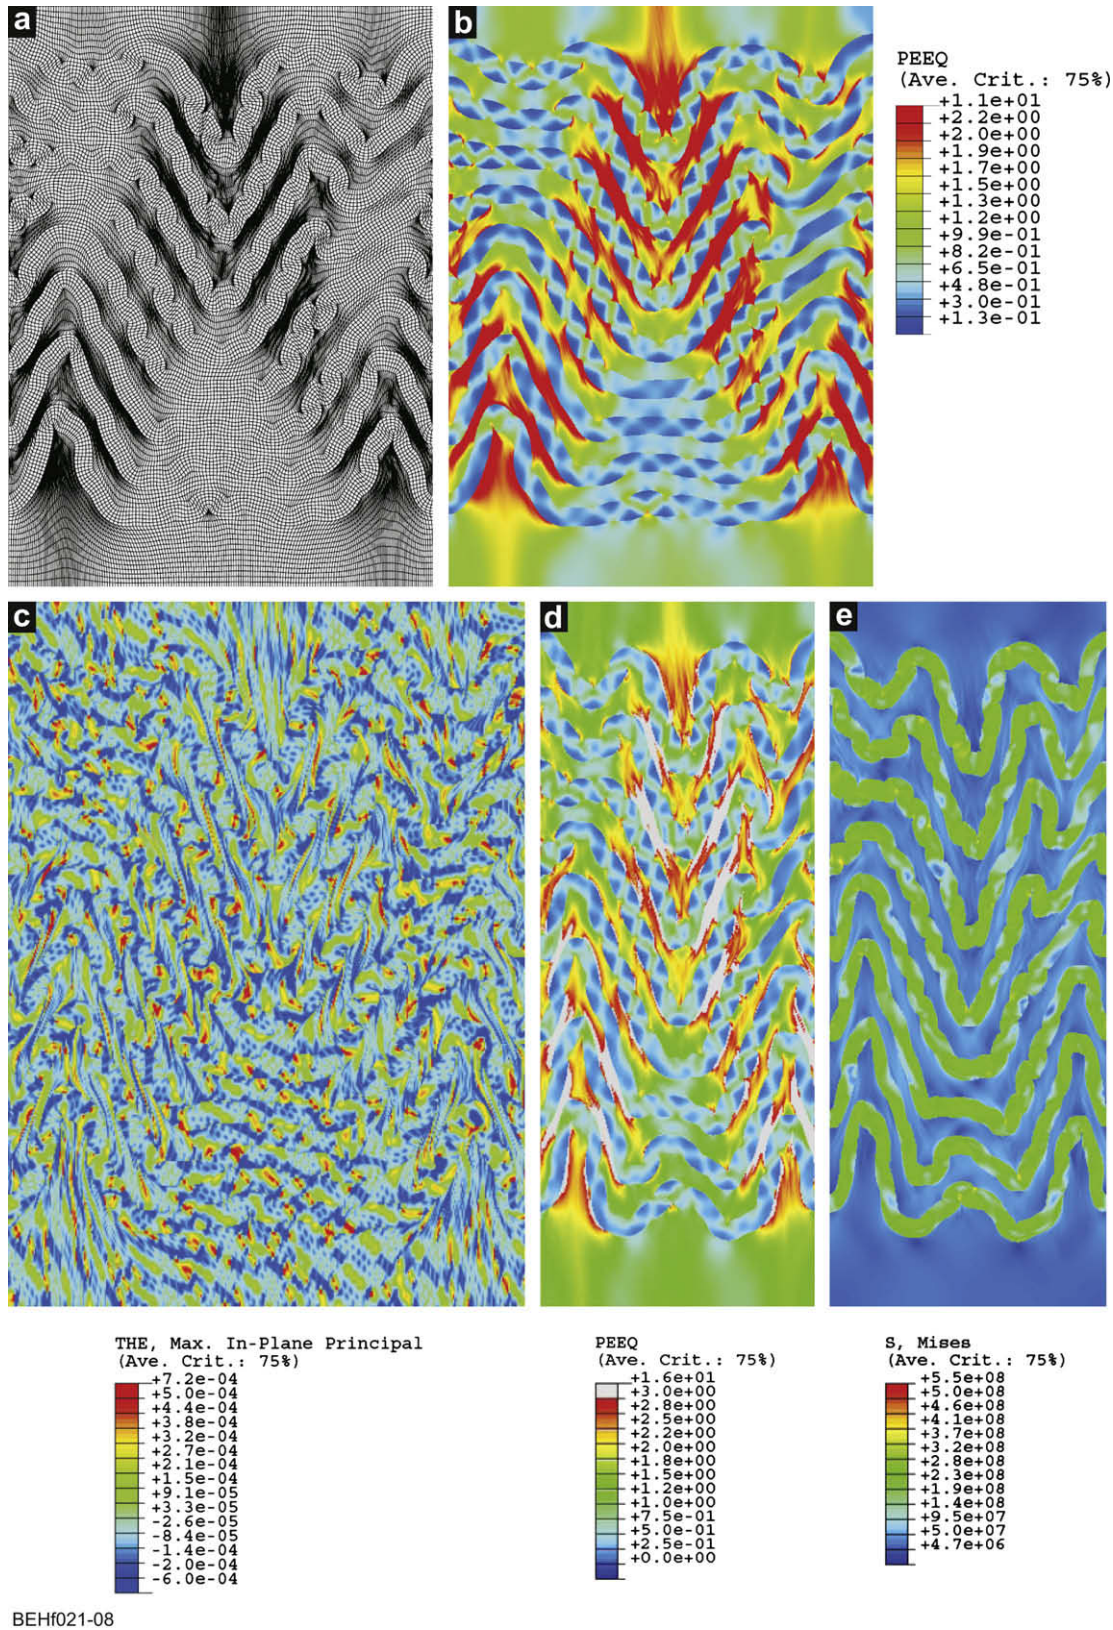 a
b
PEEQ
(Ave. Crit.: 75%)
+1.1e+01
+2.2e+00
+2.0e+00
+1.9e+00
+1.7e+00
+1.5e+00
+1.3e+00
+1.2e+00
+9.9e-01
+8.2e-01
+6.5e-01
+4.8e-01
+3.0e-01
+1.3e-01
c
d
e
THE, Max. In-Plane Principal
(Ave. Crit.: 75%)
+7.2e-04
+5.0e-04
+4.4e-04
+3.8e-04
+3.2e-04
+2.7e-04
+2.1e-04
+1.5e-04
+9.1e-05
+3.3e-05
-2.6e-05
-8.4e-05
-1.4e-04
-2.0e-04
-6.0e-04
PEEQ
(Ave. Crit.: 75%)
+1.6e+01
+3.0e+00
+2.8e+00
+2.5e+00
+2.2e+00
+2.0e+00
+1.8e+00
+1.5e+00
+1.2e+00
+1.0e+00
+7.5e-01
+5.0e-01
+2.5e-01
+0.0e+00
S, Mises
(Ave. Crit.: 75%)
+5.5e+08
+5.0e+08
+4.6e+08
+4.1e+08
+3.7e+08
+3.2e+08
+2.8e+08
+2.3e+08
+1.9e+08
+1.4e+08
+9.5e+07
+5.0e+07
+4.7e+06
BEHf021-08